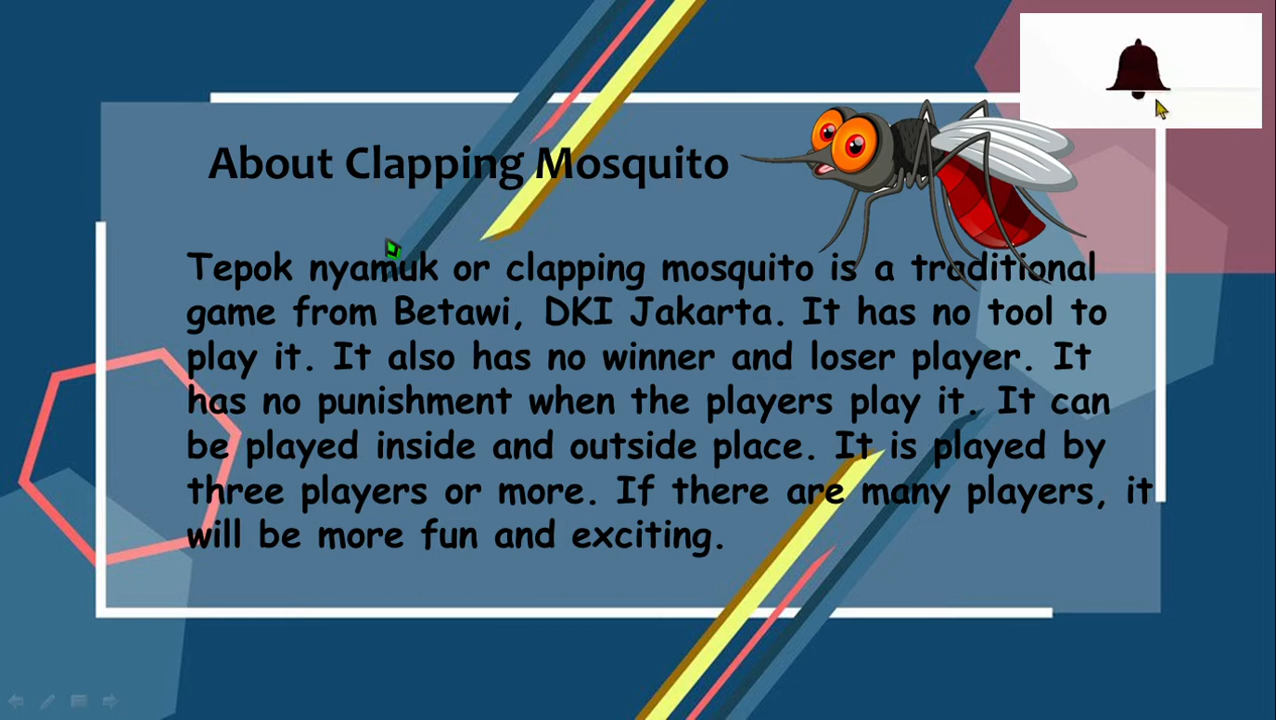 About Clapping Mosquito
Tepok nyamuk or clapping mosquito is a traditional
game from Betawi, DKI Jakarta. It has no tool to
play it. It also has no winner and loser player. It
has no punishment when the players play it. It can
be played inside and outside place. It is played by
three players or more. If there are many players, it
will be more fun and exciting.